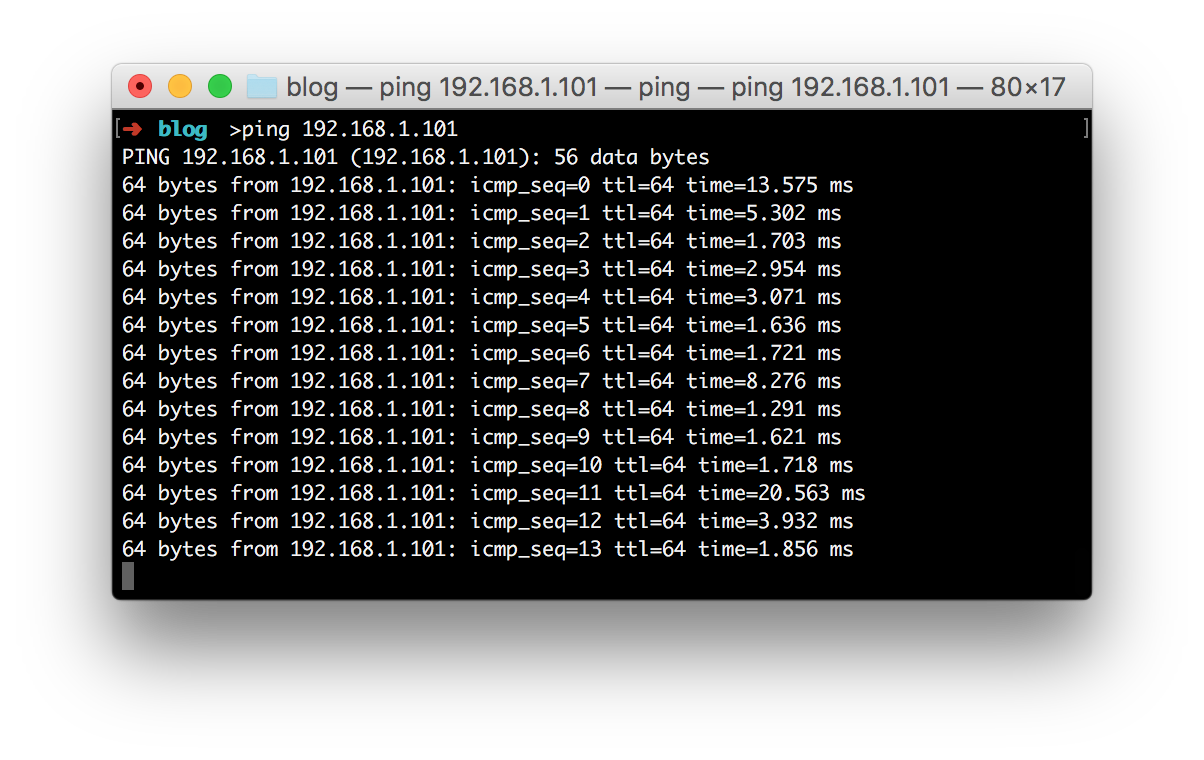 blog — ping 192.168.1.101 — ping — ping 192.168.1.101 — 80×17
[➜ blog >ping 192.168.1.101 ]
PING 192.168.1.101 (192.168.1.101): 56 data bytes
64 bytes from 192.168.1.101: icmp_seq=0 ttl=64 time=13.575 ms
64 bytes from 192.168.1.101: icmp_seq=1 ttl=64 time=5.302 ms
64 bytes from 192.168.1.101: icmp_seq=2 ttl=64 time=1.703 ms
64 bytes from 192.168.1.101: icmp_seq=3 ttl=64 time=2.954 ms
64 bytes from 192.168.1.101: icmp_seq=4 ttl=64 time=3.071 ms
64 bytes from 192.168.1.101: icmp_seq=5 ttl=64 time=1.636 ms
64 bytes from 192.168.1.101: icmp_seq=6 ttl=64 time=1.721 ms
64 bytes from 192.168.1.101: icmp_seq=7 ttl=64 time=8.276 ms
64 bytes from 192.168.1.101: icmp_seq=8 ttl=64 time=1.291 ms
64 bytes from 192.168.1.101: icmp_seq=9 ttl=64 time=1.621 ms
64 bytes from 192.168.1.101: icmp_seq=10 ttl=64 time=1.718 ms
64 bytes from 192.168.1.101: icmp_seq=11 ttl=64 time=20.563 ms
64 bytes from 192.168.1.101: icmp_seq=12 ttl=64 time=3.932 ms
64 bytes from 192.168.1.101: icmp_seq=13 ttl=64 time=1.856 ms